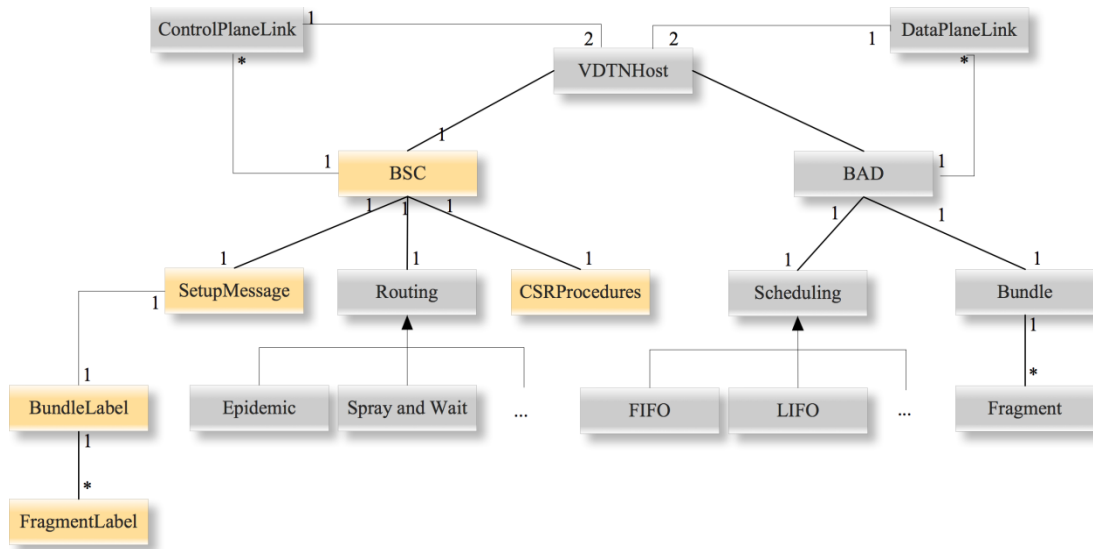 ControlPlaneLink
1
2
VDTNHost
2
1
DataPlaneLink
*
*
1
1
BSC
BAD
1
1
1
1
1
1
1
1
1
1
1
SetupMessage
Routing
CSRProcedures
Scheduling
Bundle
1
1
1
BundleLabel
Epidemic
Spray and Wait
...
FIFO
LIFO
...
*
Fragment
1
*
FragmentLabel